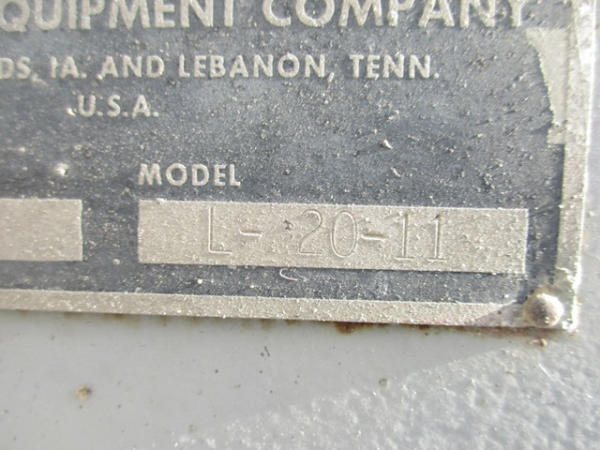 QUIPMENT COMPANY
DS, IA. AND LEBANON, TENN.
U.S.A.
MODEL
L- 20-11